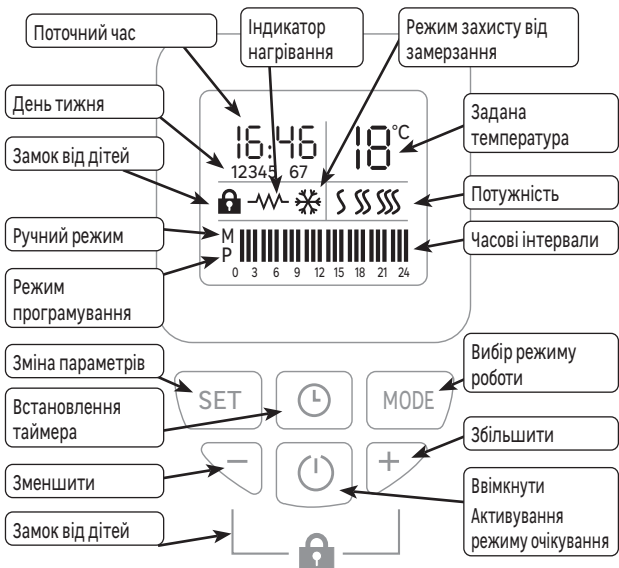 Поточний час
Індикатор
нагрівання
Режим захисту від
замерзання
День тижня
Замок від дітей
Ручний режим
Режим
програмування
16:46
12345 67
18°C
M
P
0 3 6 9 12 15 18 21 24
Задана
температура
Потужність
Часові інтервали
Зміна параметрів
Встановлення
таймера
Зменшити
Замок від дітей
SET
MODE
−
+
Вибір режиму
роботи
Збільшити
Ввімкнути
Активування
режиму очікування